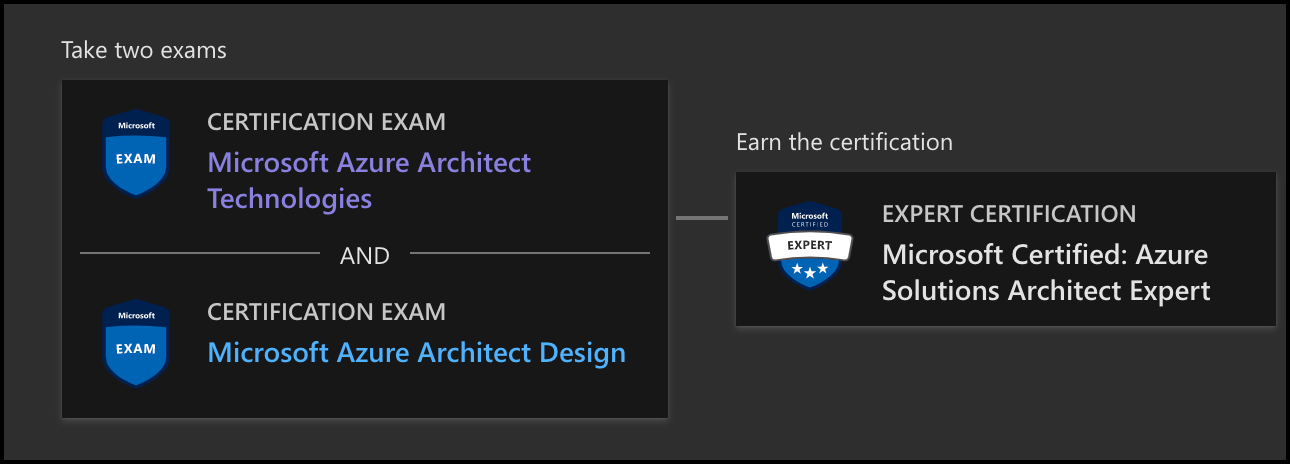 Take two exams
Microsoft
EXAM
CERTIFICATION EXAM
Microsoft Azure Architect
Technologies
AND
Microsoft
EXAM
CERTIFICATION EXAM
Microsoft Azure Architect Design
Earn the certification
Microsoft
CERTIFIED
EXPERT
EXPERT CERTIFICATION
Microsoft Certified: Azure
Solutions Architect Expert